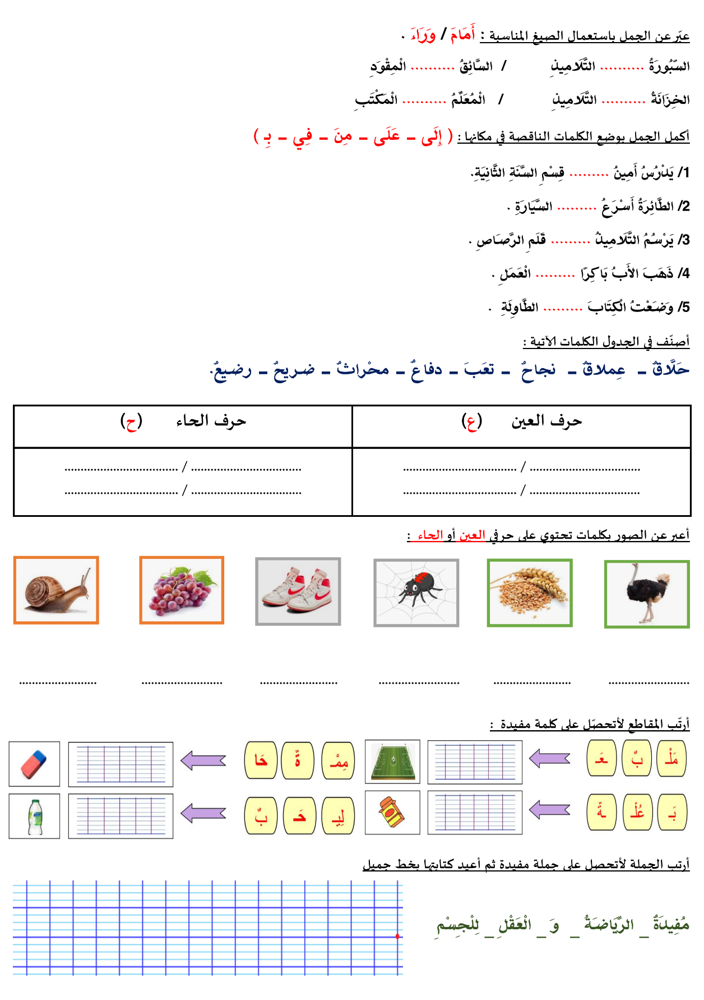 عبّر عن الجمل باستعمال الصيغ المناسبة : أَمَامَ / وَرَاءَ .
السّبُورَةُ .......... التَّلَامِيذِ / السَّائِقُ .......... الْمِقْوَدِ
الخِزَانَةُ .......... التَّلَامِيذِ / الْمُعَلِّمُ .......... الْمَكْتَبِ
أكمل الجمل بوضع الكلمات الناقصة في مكانها : ( إِلَى – عَلَى – مِنَ – فِي – بِـ )
1/ يَدْرُسُ أَمِينُ ......... قِسْمِ السَّنَةِ الثَّانِيَةِ.
2/ الطَّائِرَةُ أَسْرَعُ ......... السَّيَارَةِ .
3/ يَرْسُمُ التَّلَامِيذُ ......... قَلَمِ الرَّصَاصِ .
4/ ذَهَبَ الأَبُ بَاكِرًا ......... الْعَمَلِ .
5/ وَضَعْتُ الْكِتَابَ ......... الطَّاوِلَةِ .
أصنّف في الجدول الكلمات الآتية :
حَلَّاقٌ – عِملاقٌ – نجاحٌ – تعَبَ – دفاعٌ – محْراثٌ – ضريحٌ – رضيعٌ.
حرف العين (ع) حرف الحاء (ح)
.................................. / .................................. .................................. / ..................................
.................................. / .................................. .................................. / ..................................
أعبر عن الصور بكلمات تحتوي على حرفي العين أو الحاء :
........................ ........................ ........................ ........................ ........................ ........................
أرتّب المقاطع لأتحصّل على كلمة مفيدة :
مَلْـ بٌ ـعَـ مِمْـ ةٌ حَا
بَـ عُلْـ ـةٌ لِيـ حَـ بٌ
أرتب الجملة لأتحصل على جملة مفيدة ثم أعيد كتابتها بخط جميل
مُفِيدَةٌ _ الرِّيَاضَةُ _ وَ _ الْعَقْلِ _ لِلْجِسْمِ